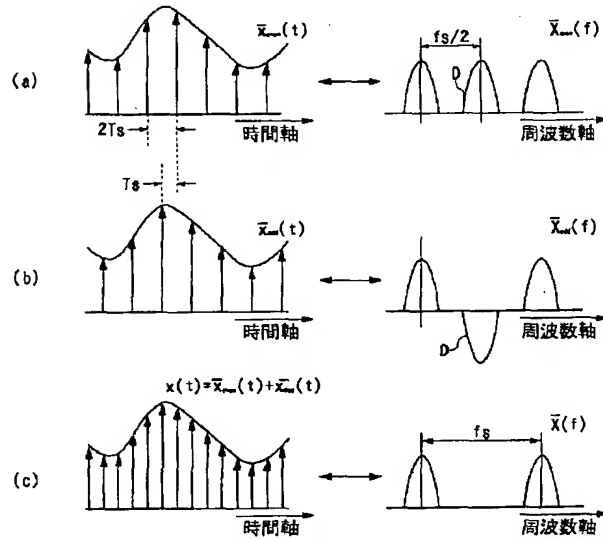 x̄even(t)
fs/2
X̄even(f)
(a)
D
2Ts
時間軸
周波数軸
Ts
x̄odd(t)
X̄odd(f)
(b)
時間軸
D
周波数軸
x(t)=x̄even(t)+x̄odd(t)
fs
X̄(f)
(c)
時間軸
周波数軸